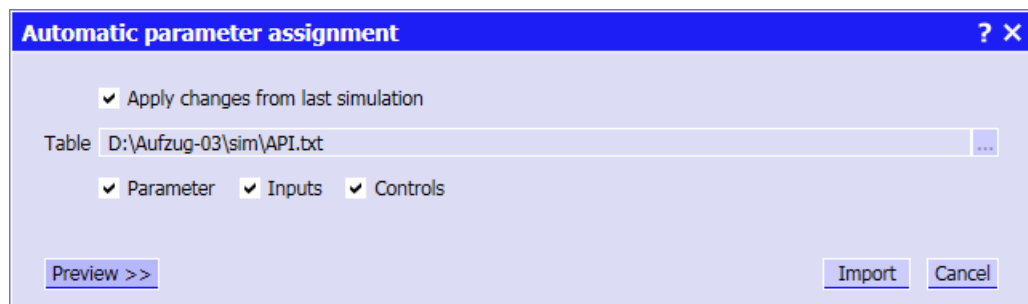 Automatic parameter assignment ? ×
Apply changes from last simulation
Table D:\Aufzug-03\sim\API.txt ...
Parameter Inputs Controls
Preview >> Import Cancel